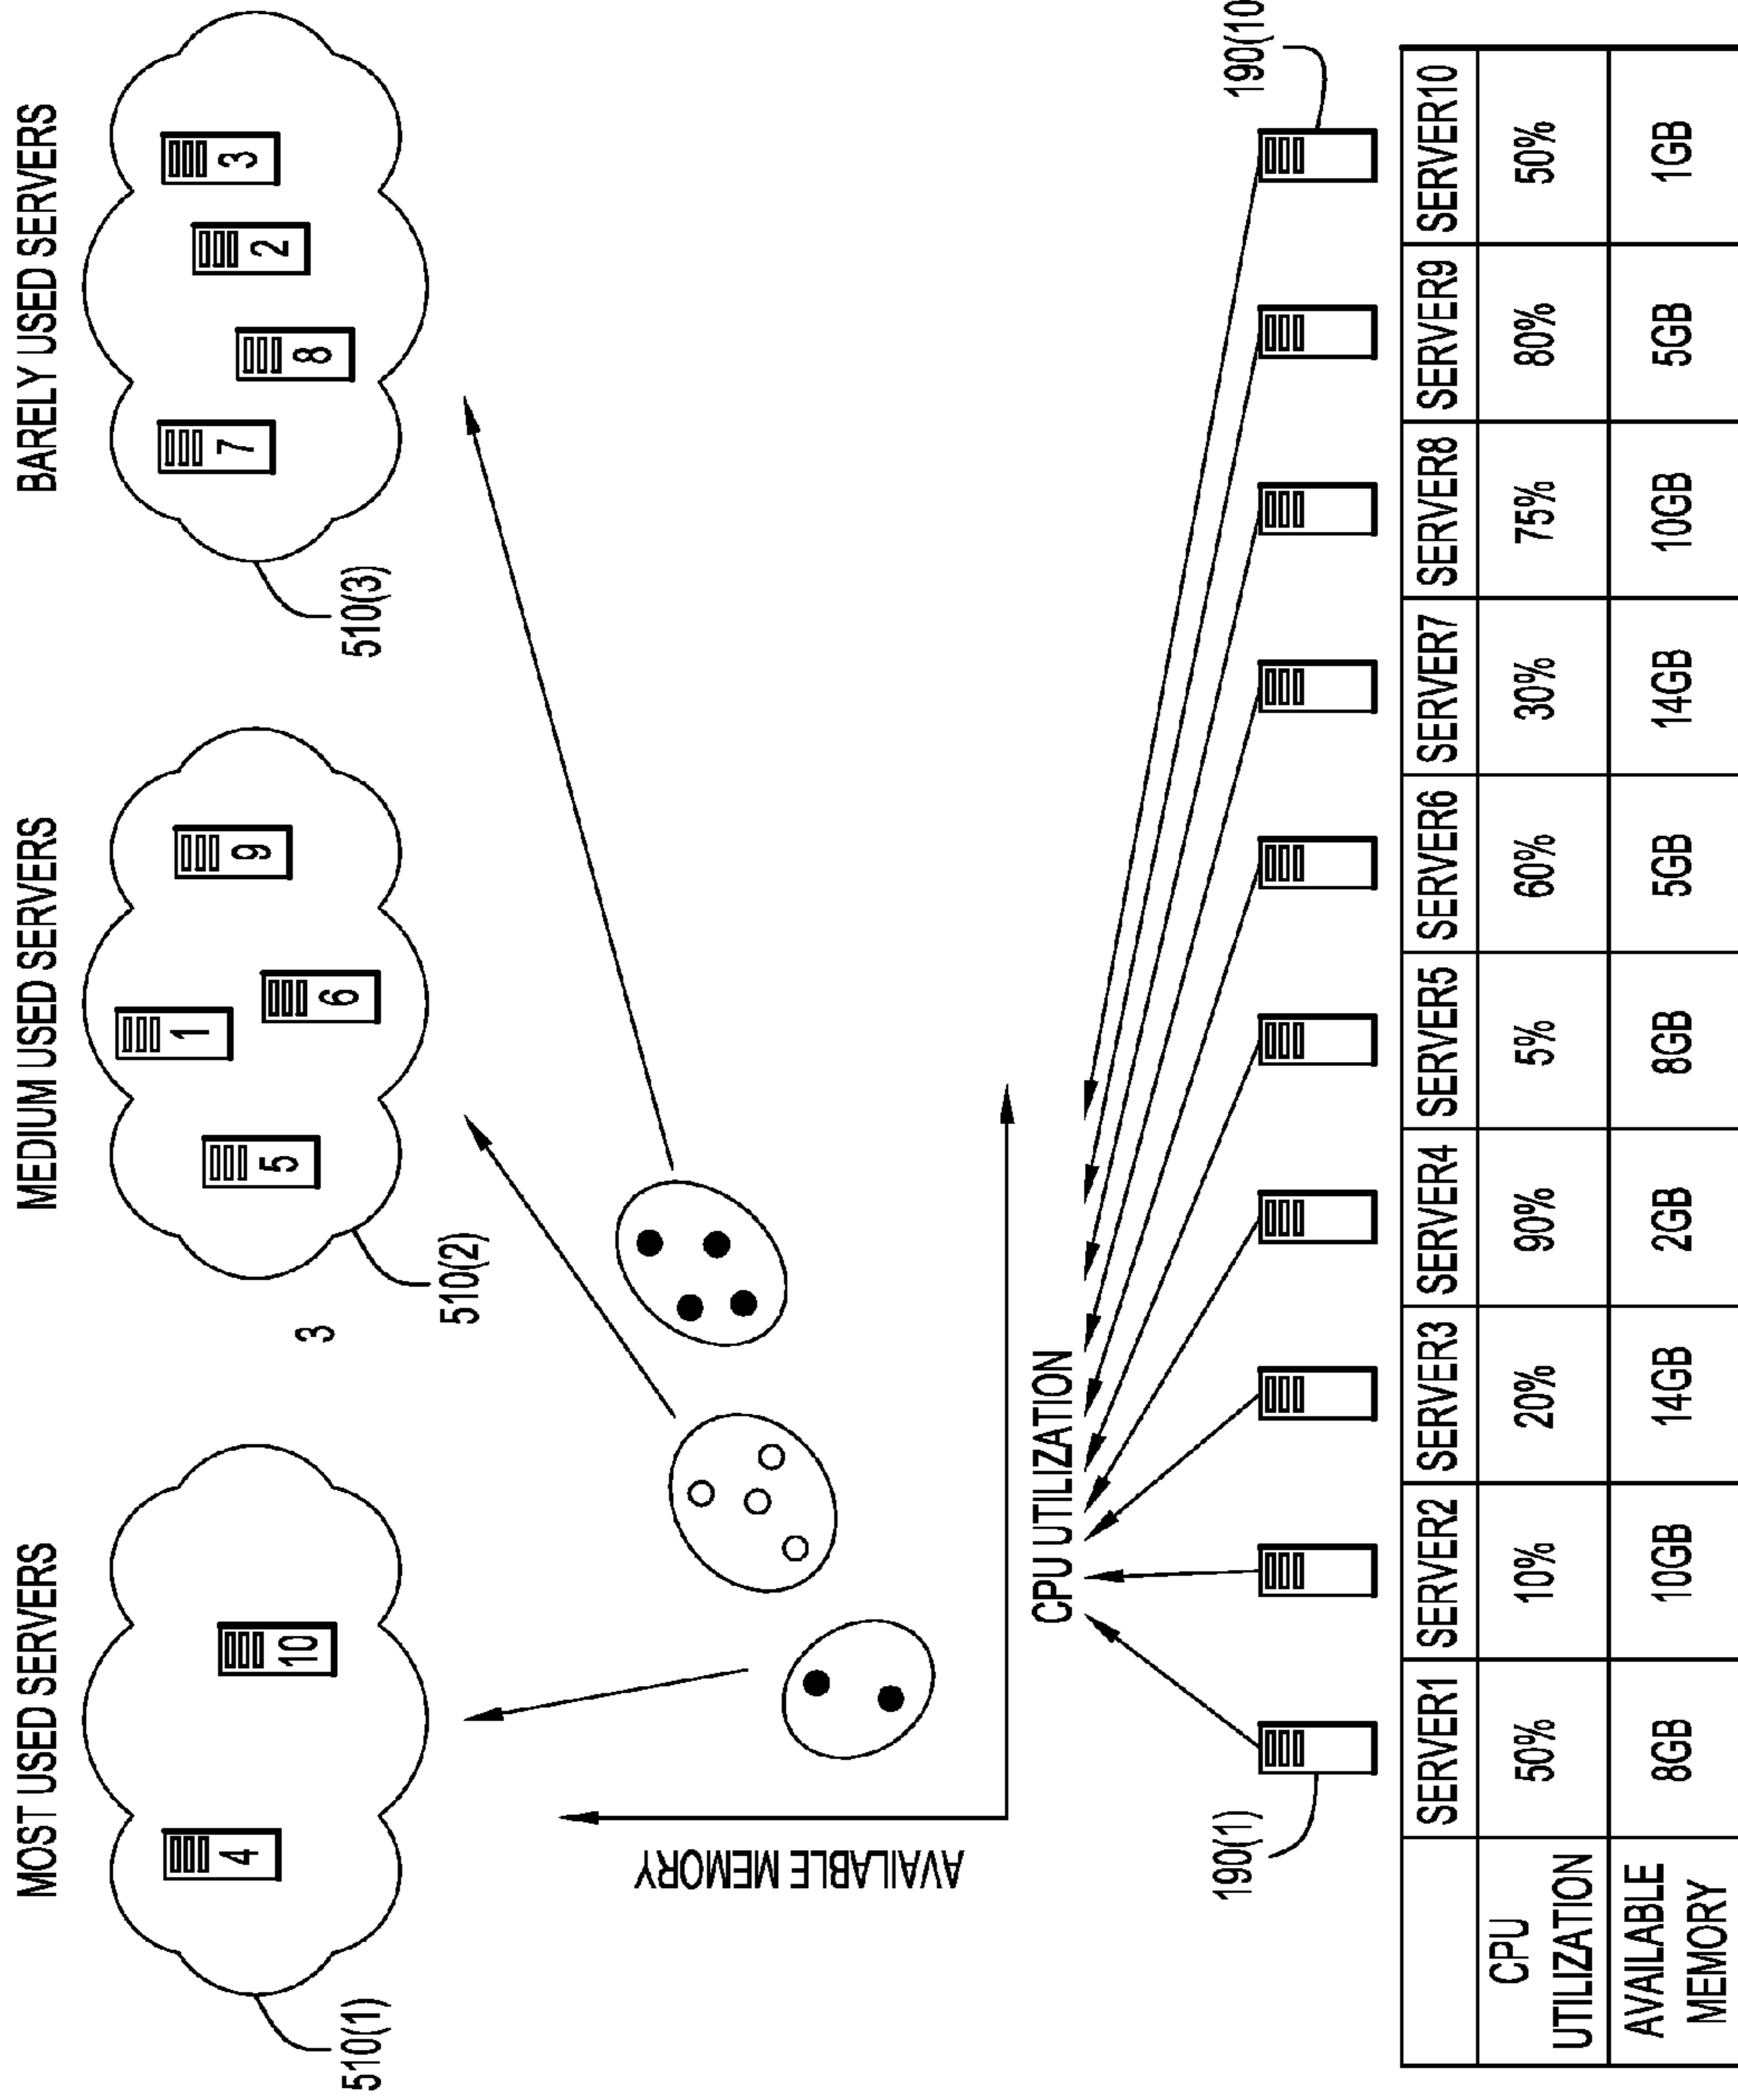 MOST USED SERVERS
MEDIUM USED SERVERS
BARELY USED SERVERS
4
10
5
1
6
9
7
8
2
3
510(1)
3
510(2)
510(3)
AVAILABLE MEMORY
CPU UTILIZATION
190(1)
190(10
SERVER1 SERVER2 SERVER3 SERVER4 SERVER5 SERVER6 SERVER7 SERVER8 SERVER9 SERVER10
CPU UTILIZATION 50% 10% 20% 90% 5% 60% 30% 75% 80% 50%
AVAILABLE MEMORY 8GB 10GB 14GB 2GB 8GB 5GB 14GB 10GB 5GB 1GB